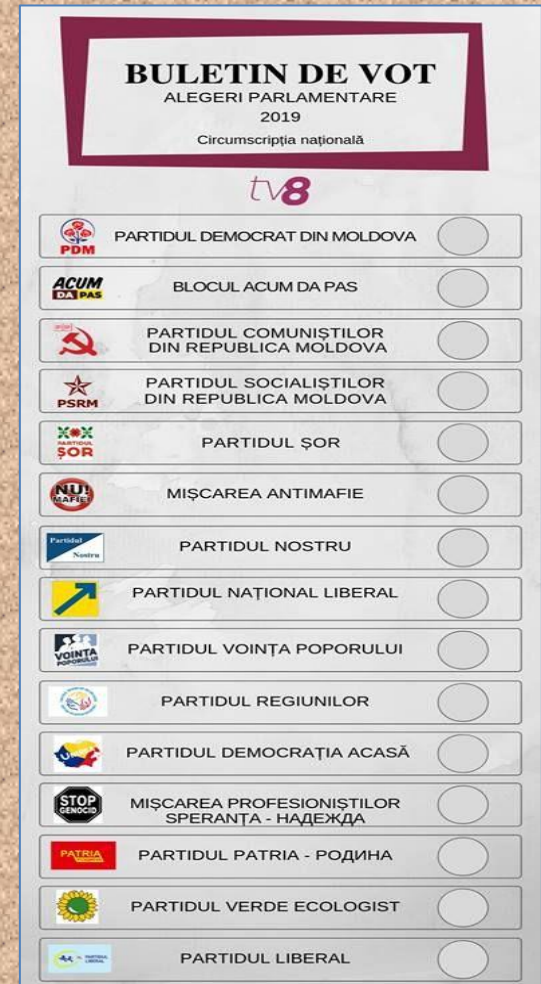 BULETIN DE VOT
ALEGERI PARLAMENTARE
2019
Circumscripția națională
tv8
PDM
PARTIDUL DEMOCRAT DIN MOLDOVA
ACUM
DA PAS
BLOCUL ACUM DA PAS
PARTIDUL COMUNIȘTILOR
DIN REPUBLICA MOLDOVA
PSRM
PARTIDUL SOCIALIȘTILOR
DIN REPUBLICA MOLDOVA
PARTIDUL
ȘOR
PARTIDUL ȘOR
NU!
MAFIEI
MIȘCAREA ANTIMAFIE
Partidul
Nostru
PARTIDUL NOSTRU
PARTIDUL NAȚIONAL LIBERAL
VOINȚA
POPORULUI
PARTIDUL VOINȚA POPORULUI
PARTIDUL REGIUNILOR
PARTIDUL DEMOCRAȚIA ACASĂ
STOP
GENOCID
MIȘCAREA PROFESIONIȘTILOR
SPERANȚA - НАДЕЖДА
PATRIA
PARTIDUL PATRIA - РОДИНА
PARTIDUL VERDE ECOLOGIST
PARTIDUL
LIBERAL
PARTIDUL LIBERAL